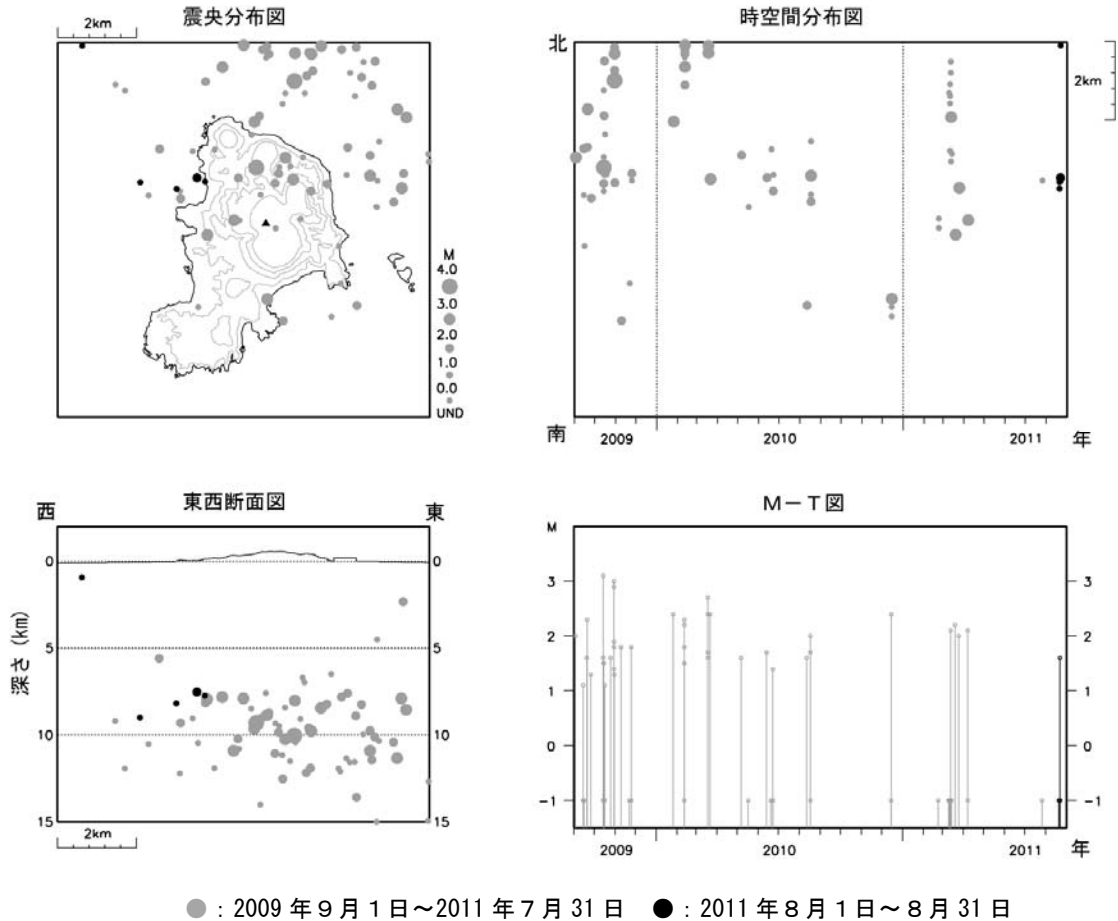 震央分布図
2km
M
4.0
3.0
2.0
1.0
0.0
UND
時空間分布図
北
2km
南
2009 2010 2011 年
東西断面図
西 東
0 0
5 5
10 10
15 15
深さ (km)
2km
M－T図
M
3 3
2 2
1 1
0 0
-1 -1
2009 2010 2011 年
● : 2009年9月1日～2011年7月31日 ● : 2011年8月1日～8月31日